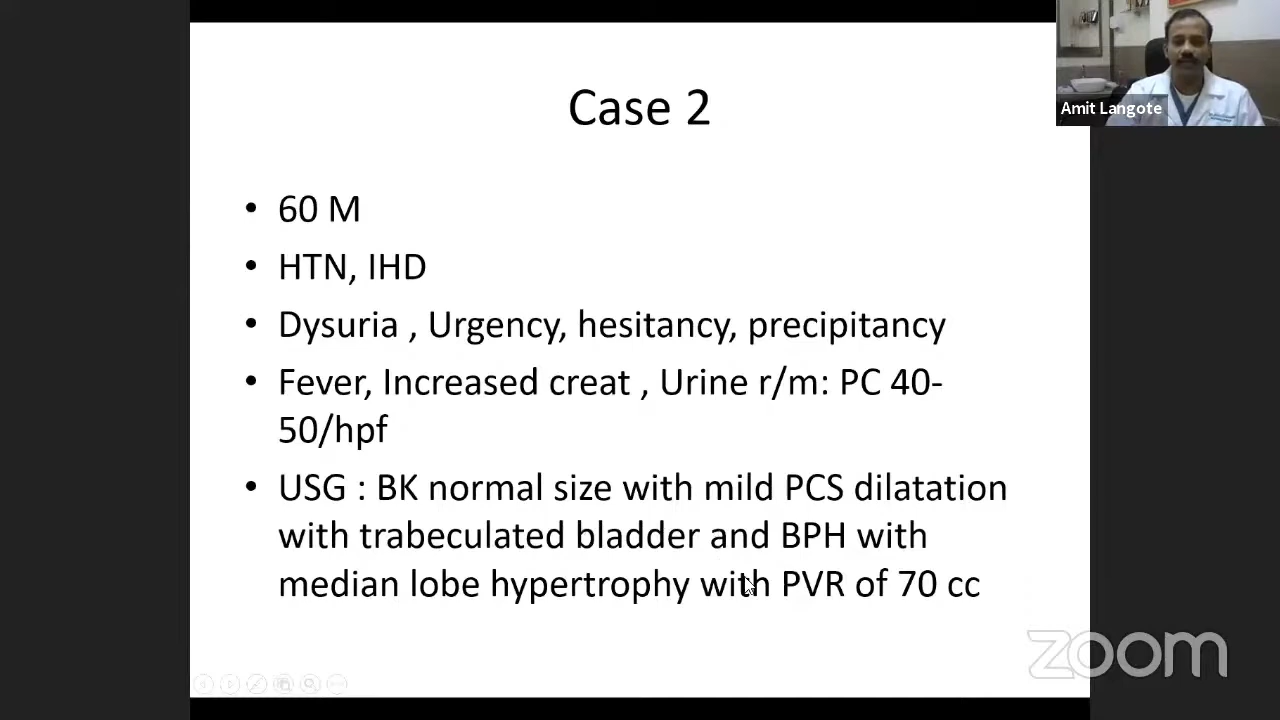 Case 2
Amit Langote
• 60 M
• HTN, IHD
• Dysuria , Urgency, hesitancy, precipitancy
• Fever, Increased creat , Urine r/m: PC 40-
50/hpf
• USG : BK normal size with mild PCS dilatation
with trabeculated bladder and BPH with
median lobe hypertrophy with PVR of 70 cc
zoom